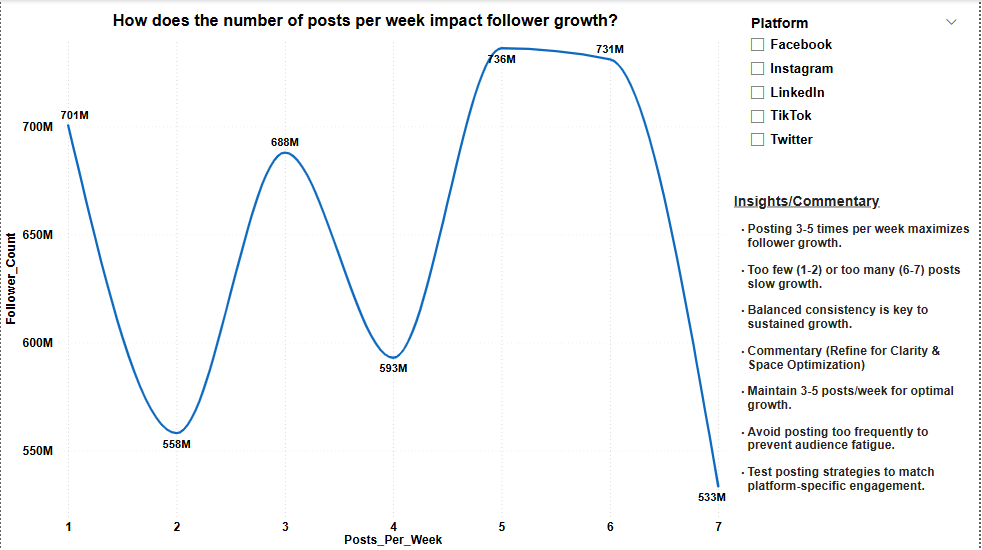 How does the number of posts per week impact follower growth?
701M
558M
688M
593M
736M
731M
533M
700M
650M
600M
550M
Follower_Count
1 2 3 4 5 6 7
Posts_Per_Week
Platform
Facebook
Instagram
LinkedIn
TikTok
Twitter
Insights/Commentary
· Posting 3-5 times per week maximizes
follower growth.
· Too few (1-2) or too many (6-7) posts
slow growth.
· Balanced consistency is key to
sustained growth.
· Commentary (Refine for Clarity &
Space Optimization)
· Maintain 3-5 posts/week for optimal
growth.
· Avoid posting too frequently to
prevent audience fatigue.
· Test posting strategies to match
platform-specific engagement.